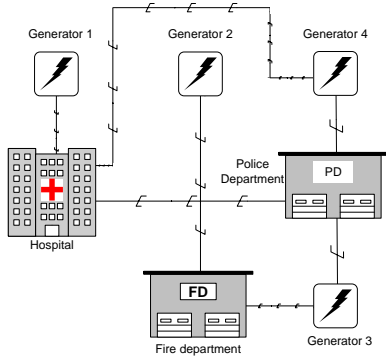 Generator 1
Generator 2
Generator 4
Police
Department
PD
Hospital
FD
Fire department
Generator 3